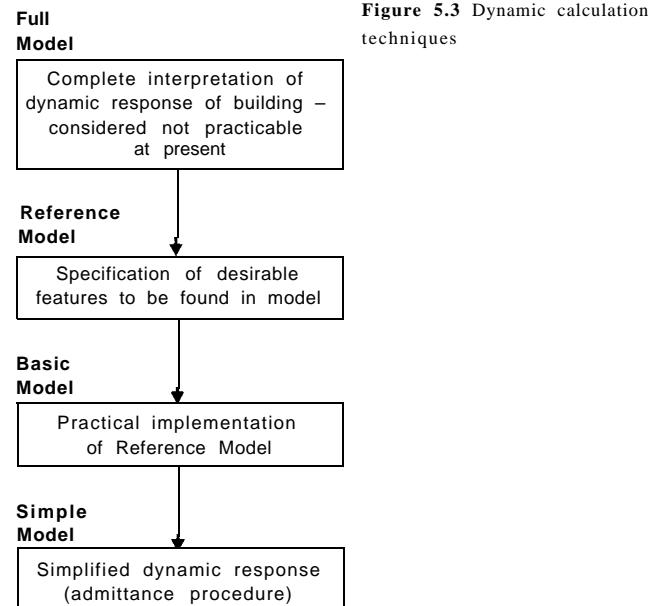 Full
Model
Figure 5.3 Dynamic calculation
techniques
Complete interpretation of
dynamic response of building –
considered not practicable
at present
Reference
Model
Specification of desirable
features to be found in model
Basic
Model
Practical implementation
of Reference Model
Simple
Model
Simplified dynamic response
(admittance procedure)